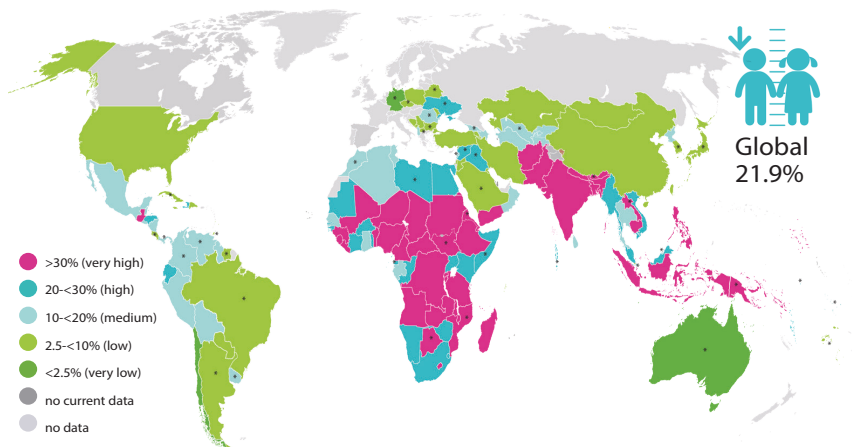 Global
21.9%
>30% (very high)
20-<30% (high)
10-<20% (medium)
2.5-<10% (low)
<2.5% (very low)
no current data
no data